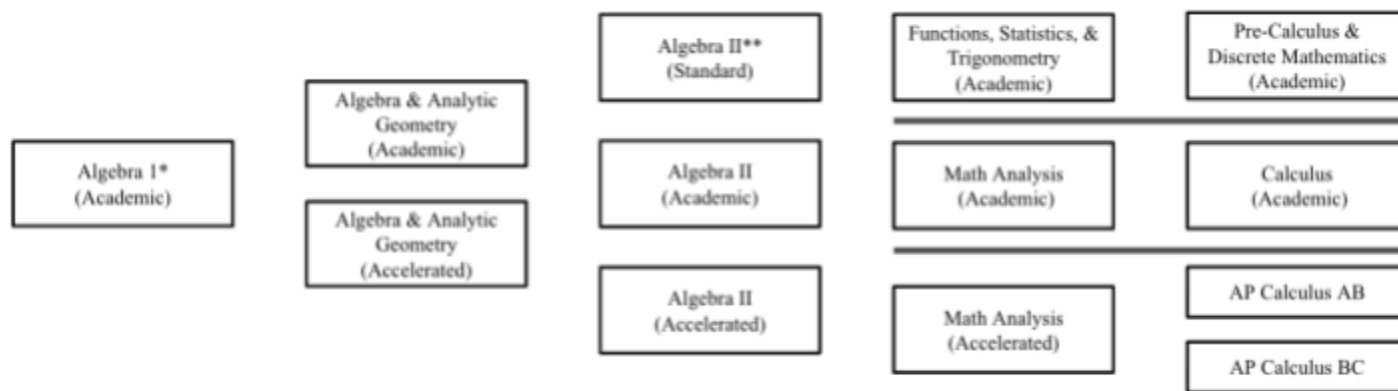 Algebra 1*
(Academic)
Algebra & Analytic
Geometry
(Academic)
Algebra & Analytic
Geometry
(Accelerated)
Algebra II**
(Standard)
Algebra II
(Academic)
Algebra II
(Accelerated)
Functions, Statistics, &
Trigonometry
(Academic)
Math Analysis
(Academic)
Math Analysis
(Accelerated)
Pre-Calculus &
Discrete Mathematics
(Academic)
Calculus
(Academic)
AP Calculus AB
AP Calculus BC